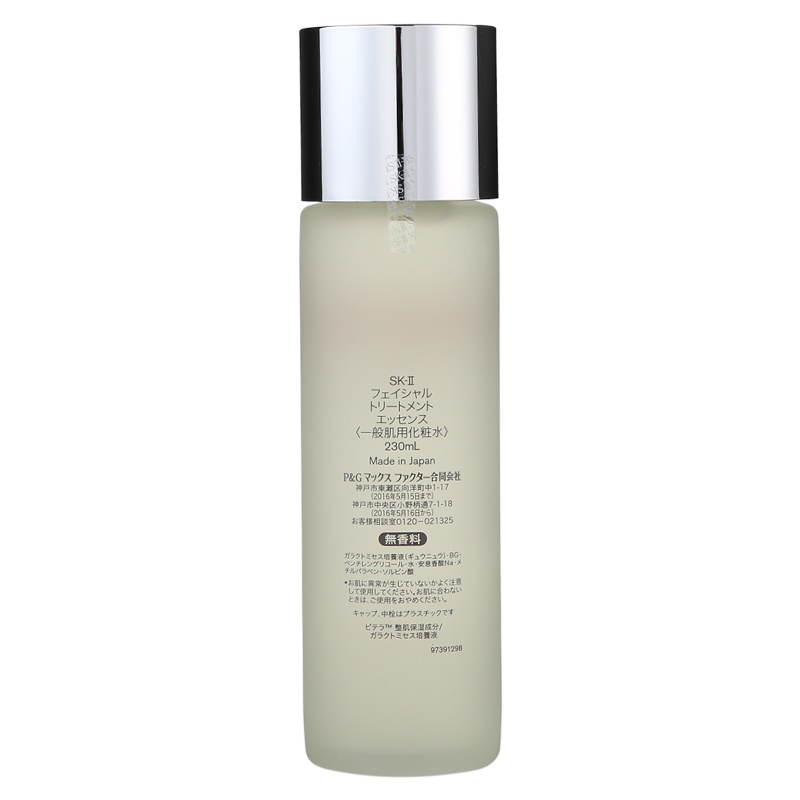 SK-II
フェイシャル
トリートメント
エッセンス
〈一般肌用化粧水〉
230mL
Made in Japan
P&G マックス ファクター合同会社
神戸市東灘区向洋町中1-17
(2016年5月15日まで)
神戸市中央区小野柄通7-1-18
(2016年5月16日から)
お客様相談室0120-021325
無香料
ガラクトミセス培養液(ギュウニュウ)・BG・
ペンチレングリコール・水・安息香酸Na・メ
チルパラベン・ソルビン酸
•お肌に異常が生じていないかよく注意
して使用してください。お肌に合わない
ときは、ご使用をおやめください。
キャップ、中栓はプラスチックです
ピテラ™ 整肌保湿成分/
ガラクトミセス培養液
97391298